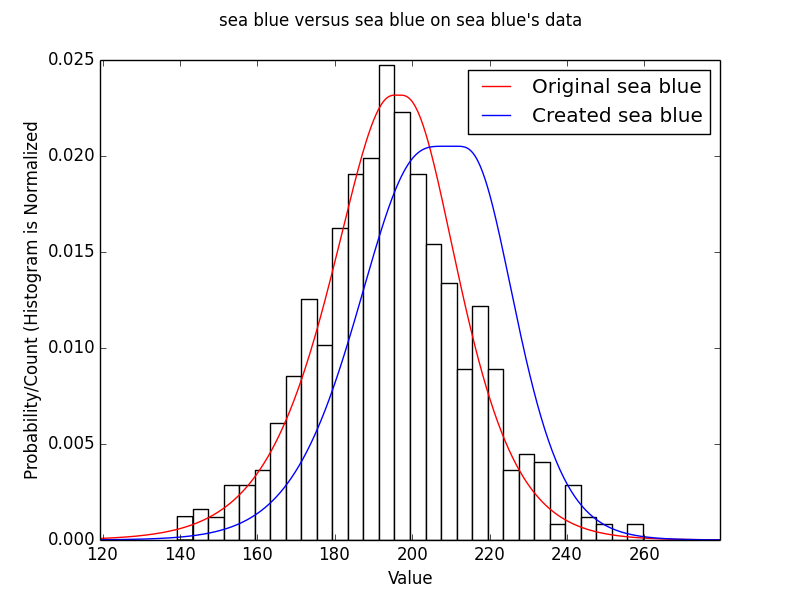 sea blue versus sea blue on sea blue's data
0.025
0.020
0.015
0.010
0.005
0.000
Probability/Count (Histogram is Normalized
Original sea blue
Created sea blue
120 140 160 180 200 220 240 260
Value